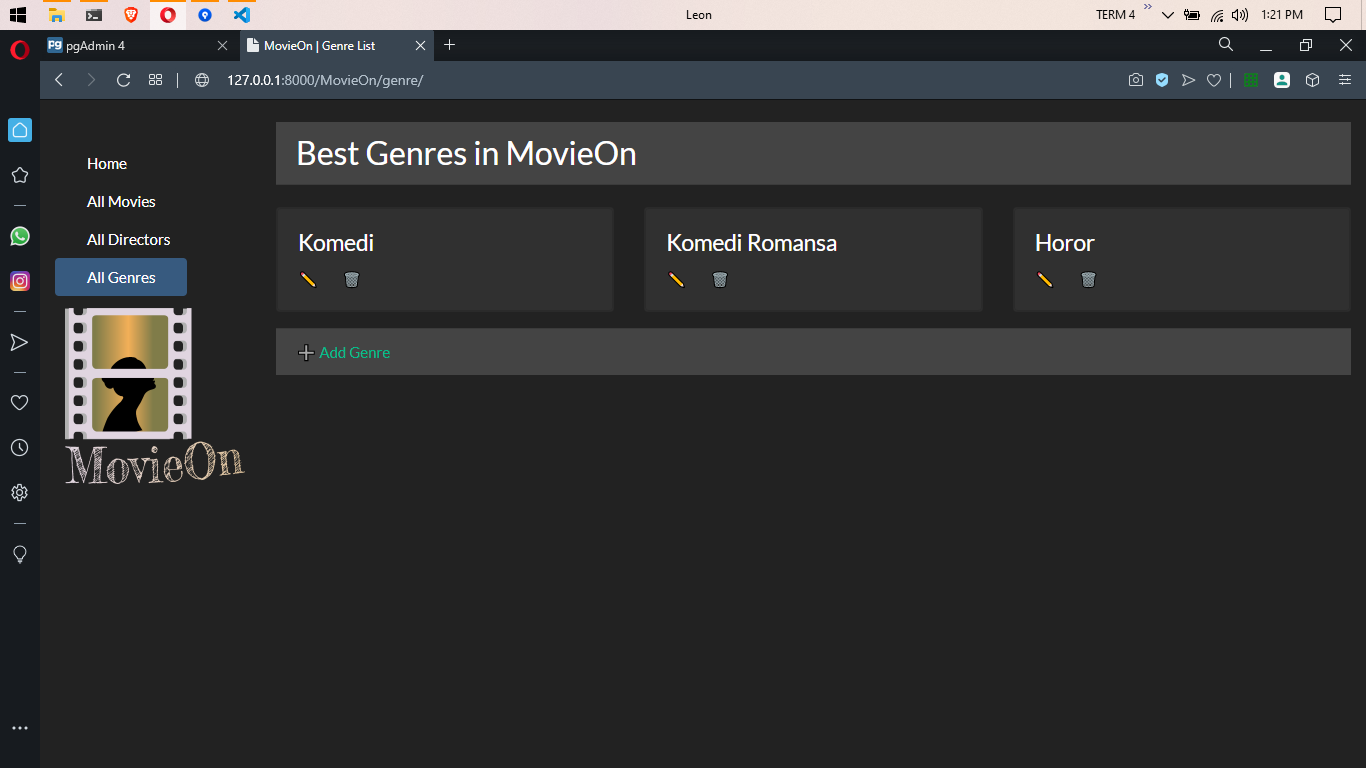 Leon
TERM 4
1:21 PM
pgAdmin 4
MovieOn | Genre List
127.0.0.1:8000/MovieOn/genre/
Home
All Movies
All Directors
All Genres
MovieOn
Best Genres in MovieOn
Komedi
Komedi Romansa
Horor
Add Genre